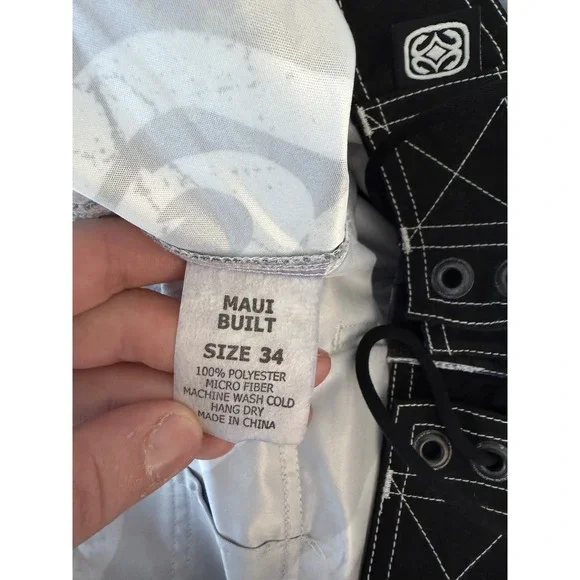 MAUI
BUILT
SIZE 34
100% POLYESTER
MICRO FIBER
MACHINE WASH COLD
HANG DRY
MADE IN CHINA